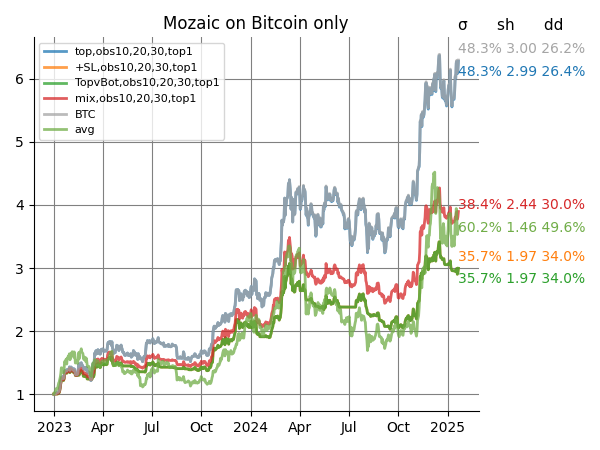 Mozaic on Bitcoin only
σ sh dd
48.3% 3.00 26.2%
48.3% 2.99 26.4%
38.4% 2.44 30.0%
60.2% 1.46 49.6%
35.7% 1.97 34.0%
35.7% 1.97 34.0%
top,obs10,20,30,top1
+SL,obs10,20,30,top1
TopvBot,obs10,20,30,top1
mix,obs10,20,30,top1
BTC
avg
6
5
4
3
2
1
2023 Apr Jul Oct 2024 Apr Jul Oct 2025